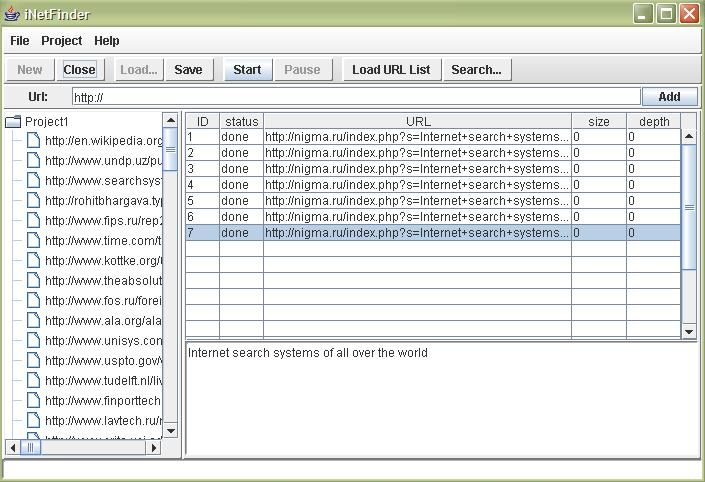 iNetFinder
File Project Help
New Close Load... Save Start Pause Load URL List Search...
Url: http:// Add
Project1
http://en.wikipedia.org
http://www.undp.uz/pu
http://www.searchsys
http://rohitbhargava.ty
http://www.fips.ru/rep2
http://www.time.com/t
http://www.kottke.org/
http://www.theabsolut
http://www.fos.ru/forei
http://www.ala.org/ala
http://www.unisys.con
http://www.uspto.gov/
http://www.tudelft.nl/liv
http://www.finporttech
http://www.lavtech.ru/
ID status URL size depth
1 done http://nigma.ru/index.php?s=Internet+search+systems... 0 0
2 done http://nigma.ru/index.php?s=Internet+search+systems... 0 0
3 done http://nigma.ru/index.php?s=Internet+search+systems... 0 0
4 done http://nigma.ru/index.php?s=Internet+search+systems... 0 0
5 done http://nigma.ru/index.php?s=Internet+search+systems... 0 0
6 done http://nigma.ru/index.php?s=Internet+search+systems... 0 0
7 done http://nigma.ru/index.php?s=Internet+search+systems... 0 0
Internet search systems of all over the world